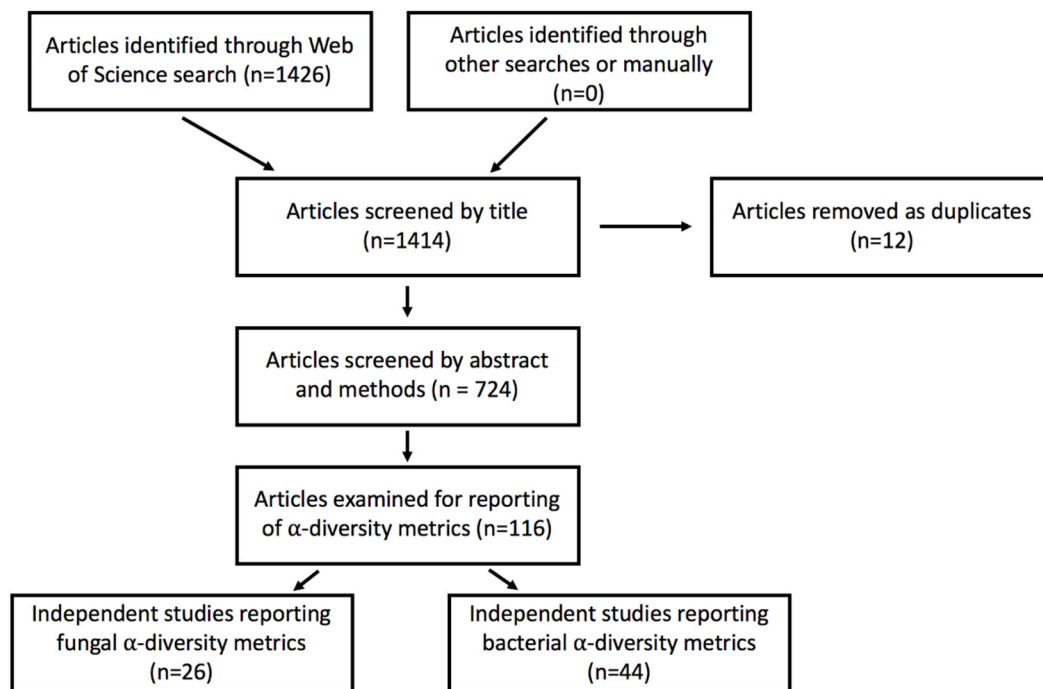 Articles identified through Web
of Science search (n=1426)
Articles identified through
other searches or manually
(n=0)
Articles screened by title
(n=1414)
Articles removed as duplicates
(n=12)
Articles screened by abstract
and methods (n = 724)
Articles examined for reporting
of α-diversity metrics (n=116)
Independent studies reporting
fungal α-diversity metrics
(n=26)
Independent studies reporting
bacterial α-diversity metrics
(n=44)